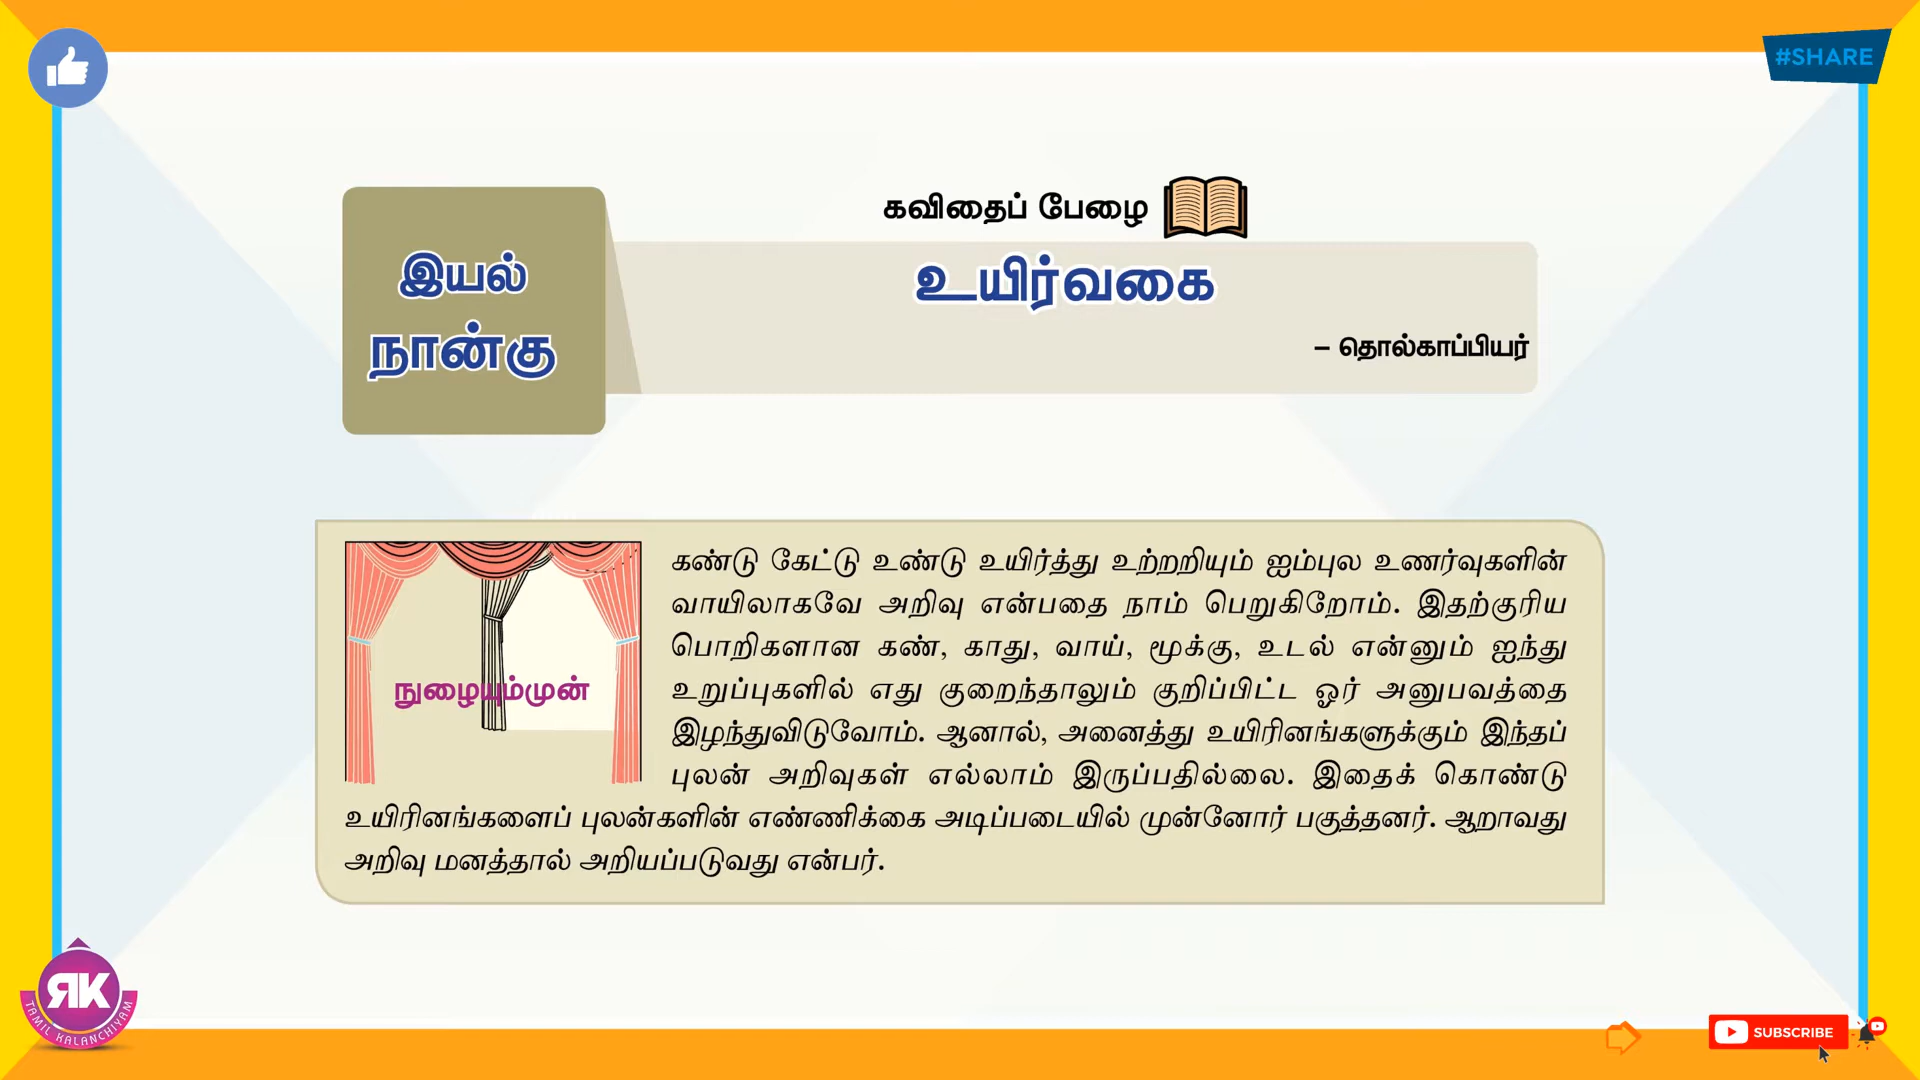 #SHARE
கவிதைப் பேழை
இயல்
நான்கு
உயிர்வகை
– தொல்காப்பியர்
நுழையும்முன்
கண்டு கேட்டு உண்டு உயிர்த்து உற்றறியும் ஐம்புல உணர்வுகளின்
வாயிலாகவே அறிவு என்பதை நாம் பெறுகிறோம். இதற்குரிய
பொறிகளான கண், காது, வாய், மூக்கு, உடல் என்னும் ஐந்து
உறுப்புகளில் எது குறைந்தாலும் குறிப்பிட்ட ஓர் அனுபவத்தை
இழந்துவிடுவோம். ஆனால், அனைத்து உயிரினங்களுக்கும் இந்தப்
புலன் அறிவுகள் எல்லாம் இருப்பதில்லை. இதைக் கொண்டு
உயிரினங்களைப் புலன்களின் எண்ணிக்கை அடிப்படையில் முன்னோர் பகுத்தனர். ஆறாவது
அறிவு மனத்தால் அறியப்படுவது என்பர்.
RK
TAMIL KALANCHIYAM
SUBSCRIBE